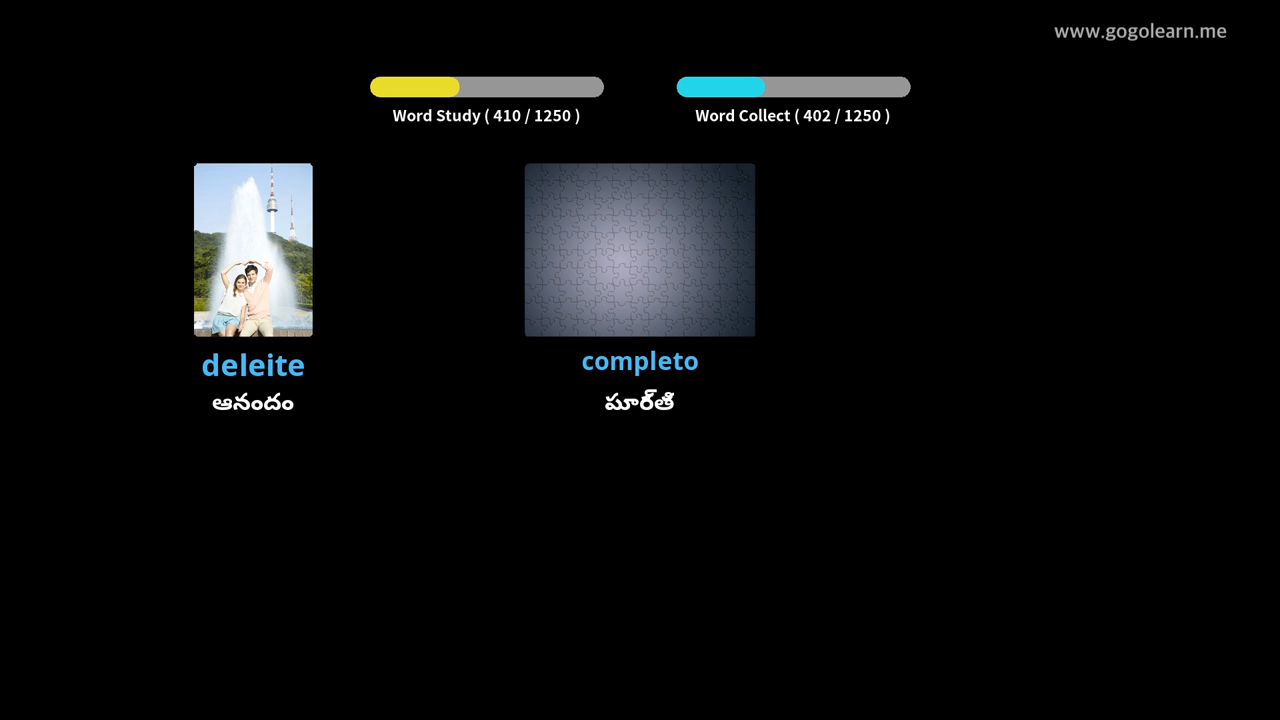 www.gogolearn.me
Word Study ( 410 / 1250 )
Word Collect ( 402 / 1250 )
deleite
completo
ఆనందం
పూర్తి